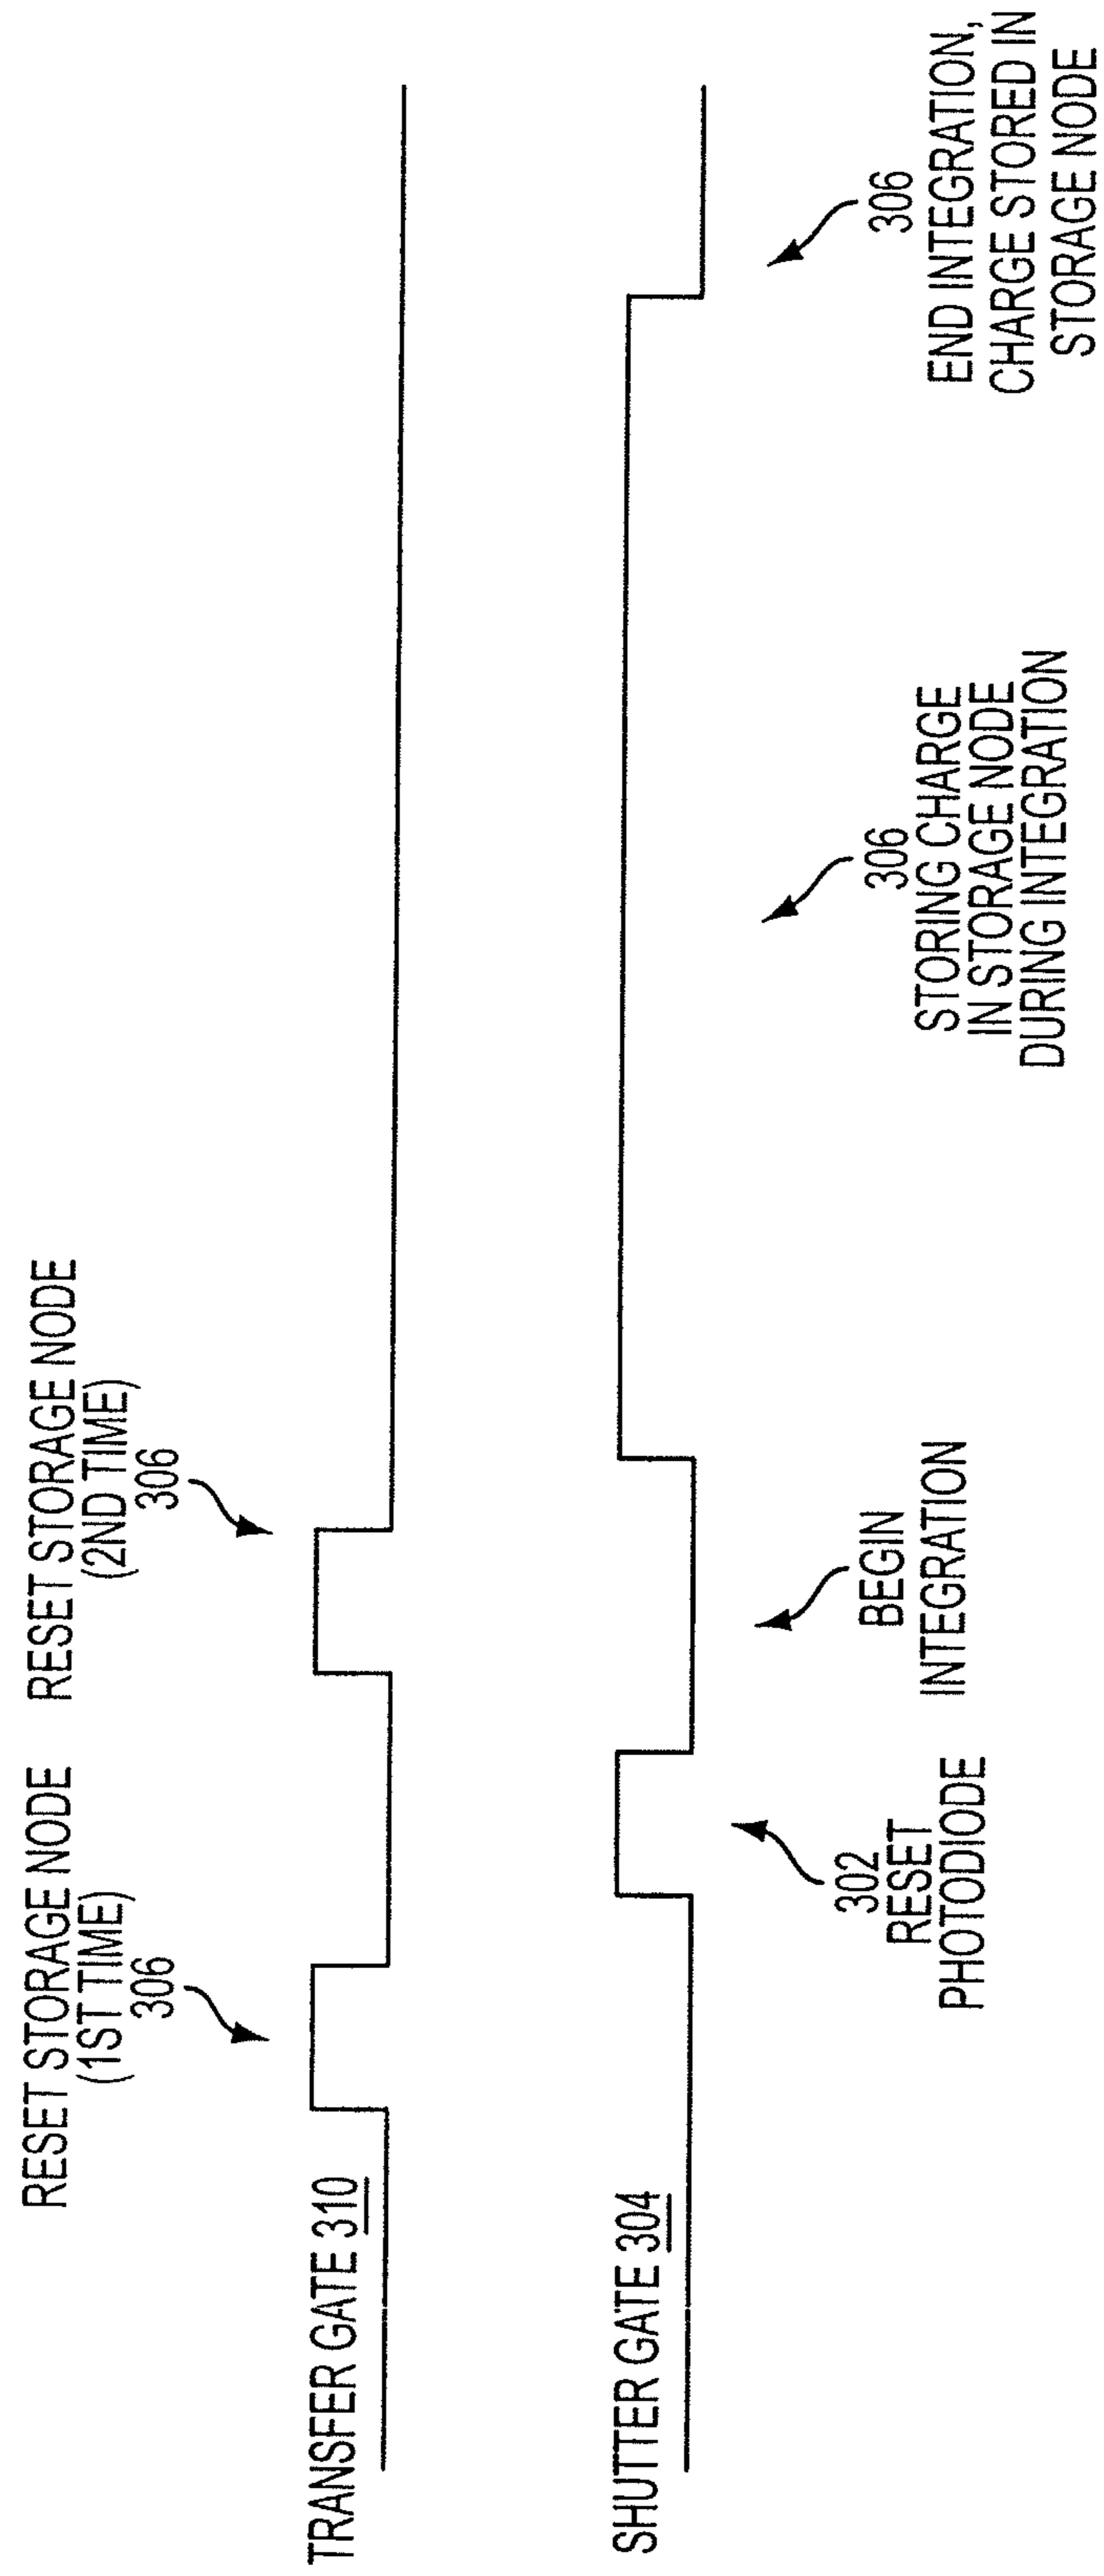 RESET STORAGE NODE
(1ST TIME)
306
RESET STORAGE NODE
(2ND TIME)
306
TRANSFER GATE 310
SHUTTER GATE 304
302
RESET
PHOTODIODE
BEGIN
INTEGRATION
306
STORING CHARGE
IN STORAGE NODE
DURING INTEGRATION
306
END INTEGRATION,
CHARGE STORED IN
STORAGE NODE